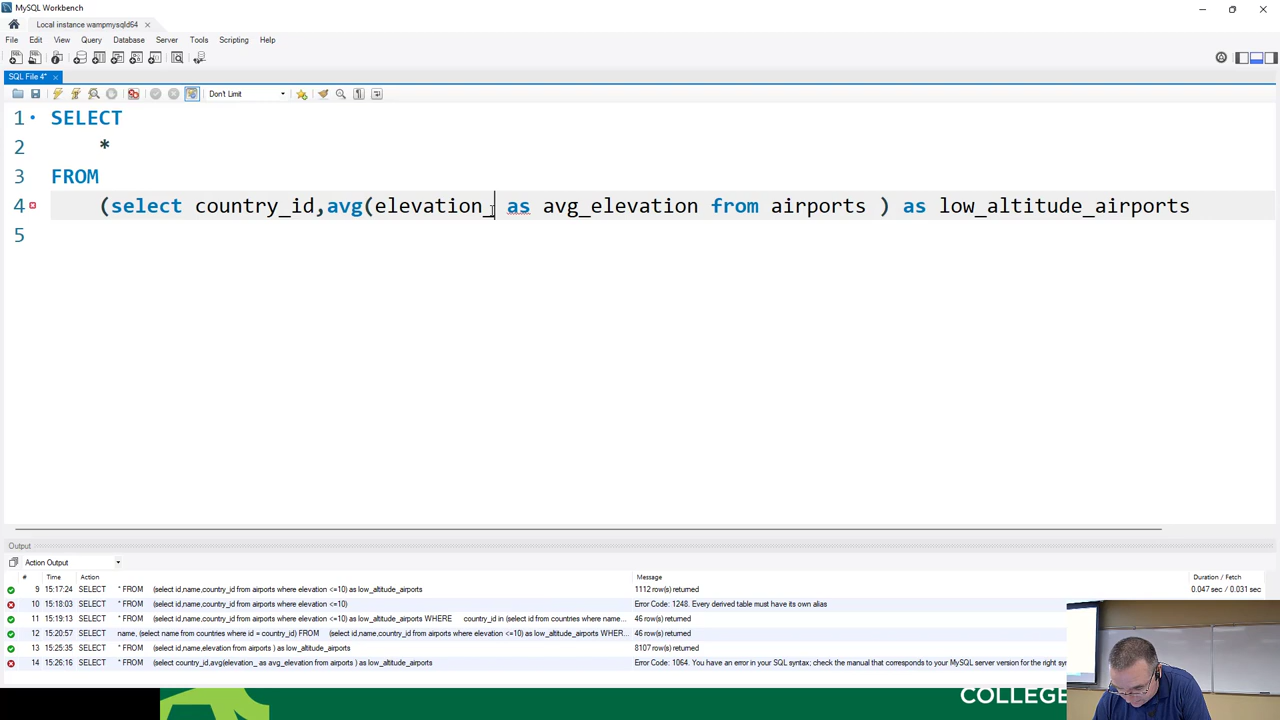 MySQL Workbench
Local instance wampmysqld64 ×
File Edit View Query Database Server Tools Scripting Help
SQL File 4* ×
Don't Limit
1 SELECT
2 *
3 FROM
4 (select country_id,avg(elevation_ as avg_elevation from airports ) as low_altitude_airports
5
Output
Action Output
# Time Action Message Duration / Fetch
9 15:17:24 SELECT * FROM (select id,name,country_id from airports where elevation <=10) as low_altitude_airports 1112 row(s) returned 0.047 sec / 0.031 sec
10 15:18:03 SELECT * FROM (select id,name,country_id from airports where elevation <=10) Error Code: 1248. Every derived table must have its own alias
11 15:19:13 SELECT * FROM (select id,name,country_id from airports where elevation <=10) as low_altitude_airports WHERE country_id in (select id from countries where name... 46 row(s) returned
12 15:20:57 SELECT name, (select name from countries where id = country_id) FROM (select id,name,country_id from airports where elevation <=10) as low_altitude_airports WHER... 46 row(s) returned
13 15:25:35 SELECT * FROM (select id,name,elevation from airports ) as low_altitude_airports 8107 row(s) returned
14 15:26:16 SELECT * FROM (select country_id,avg(elevation_ as avg_elevation from airports ) as low_altitude_airports Error Code: 1064. You have an error in your SQL syntax; check the manual that corresponds to your MySQL server version for the right syn
COLLEGE